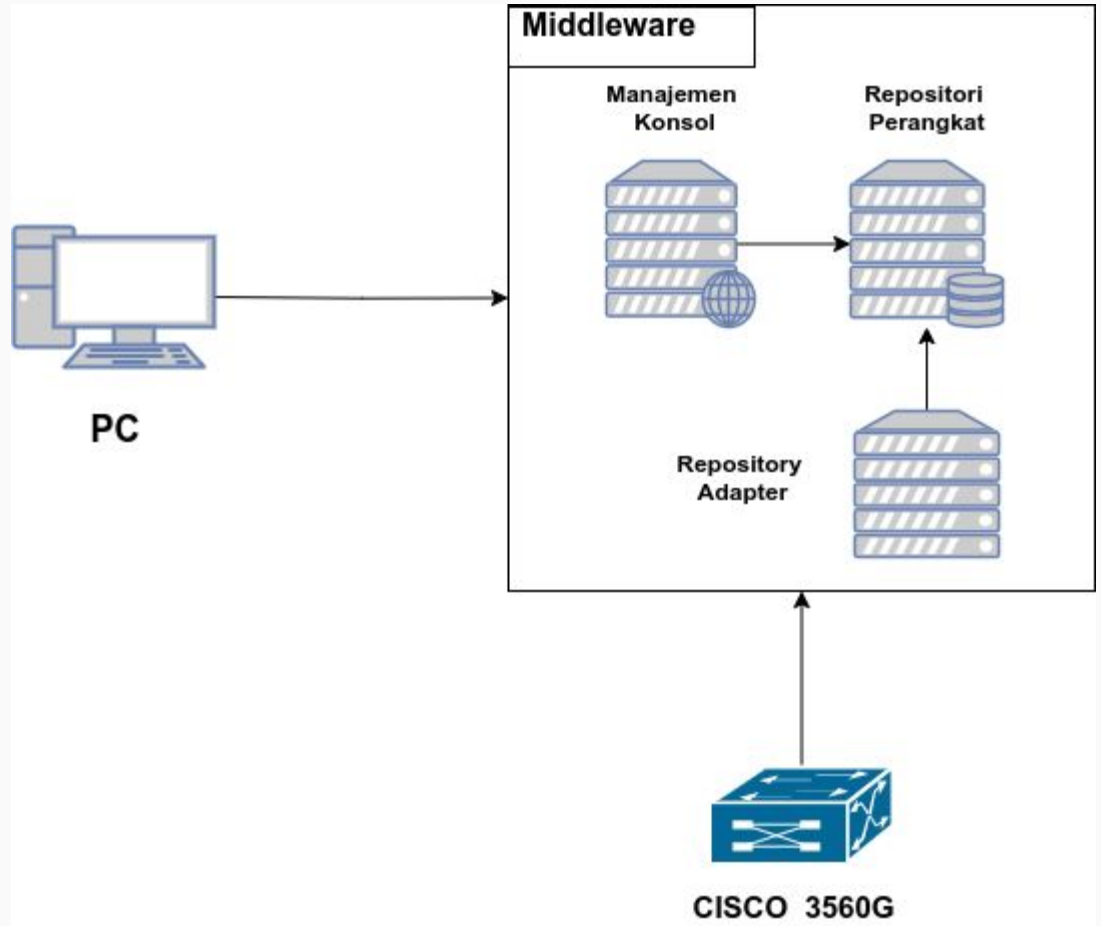 Middleware
Manajemen
Konsol
Repositori
Perangkat
PC
Repository
Adapter
CISCO 3560G